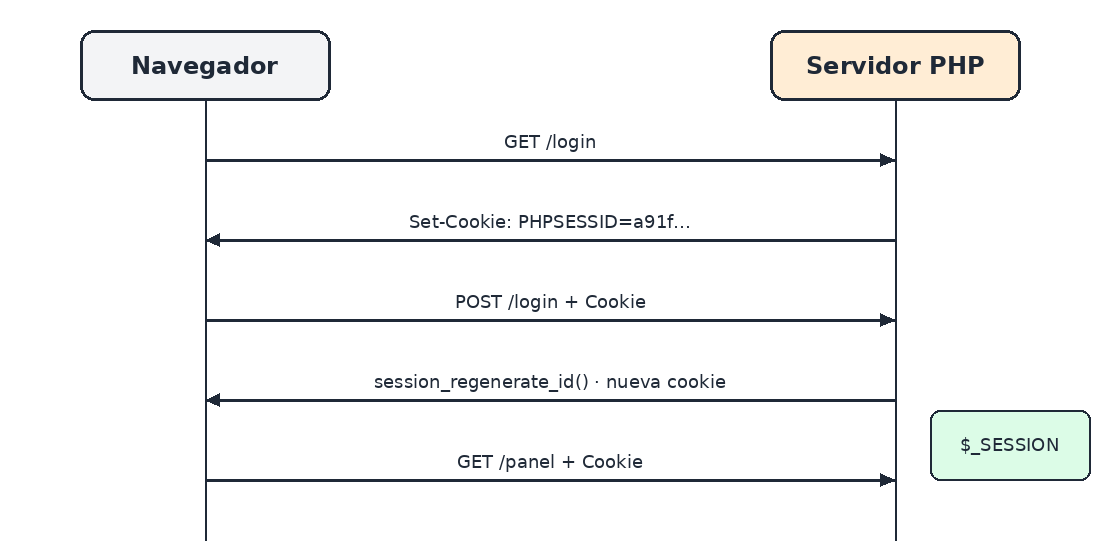 Navegador
Servidor PHP
GET /login
Set-Cookie: PHPSESSID=a91f…
POST /login + Cookie
session_regenerate_id() · nueva cookie
$_SESSION
GET /panel + Cookie